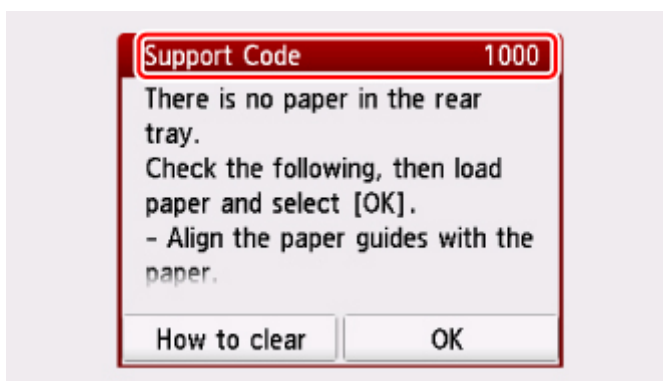 Support Code 1000
There is no paper in the rear
tray.
Check the following, then load
paper and select [OK].
- Align the paper guides with the
paper.
How to clear OK